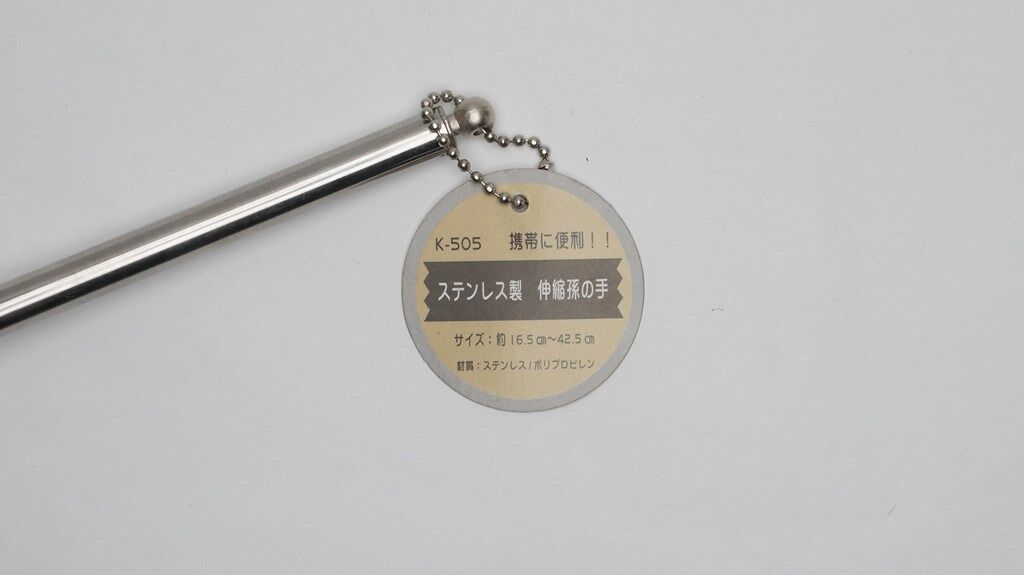 K-505 携帯に便利！！
ステンレス製 伸縮孫の手
サイズ：約16.5㎝～42.5㎝
材質：ステンレス/ポリプロピレン